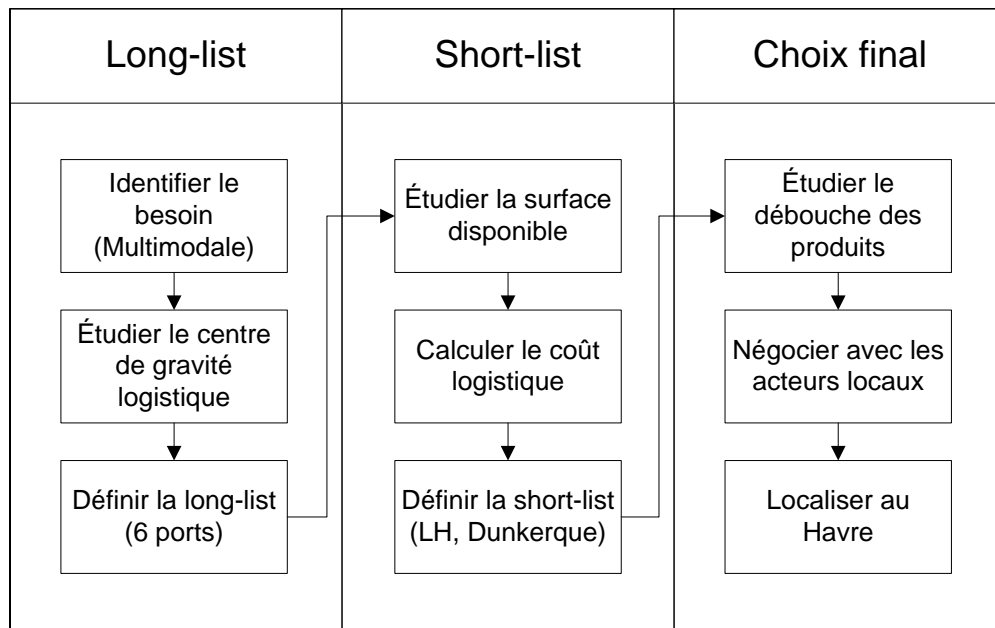 Long-list
Short-list
Choix final
Identifier le
besoin
(Multimodale)
Étudier le centre
de gravité
logistique
Définir la long-list
(6 ports)
Étudier la surface
disponible
Calculer le coût
logistique
Définir la short-list
(LH, Dunkerque)
Étudier le
débouche des
produits
Négocier avec les
acteurs locaux
Localiser au
Havre